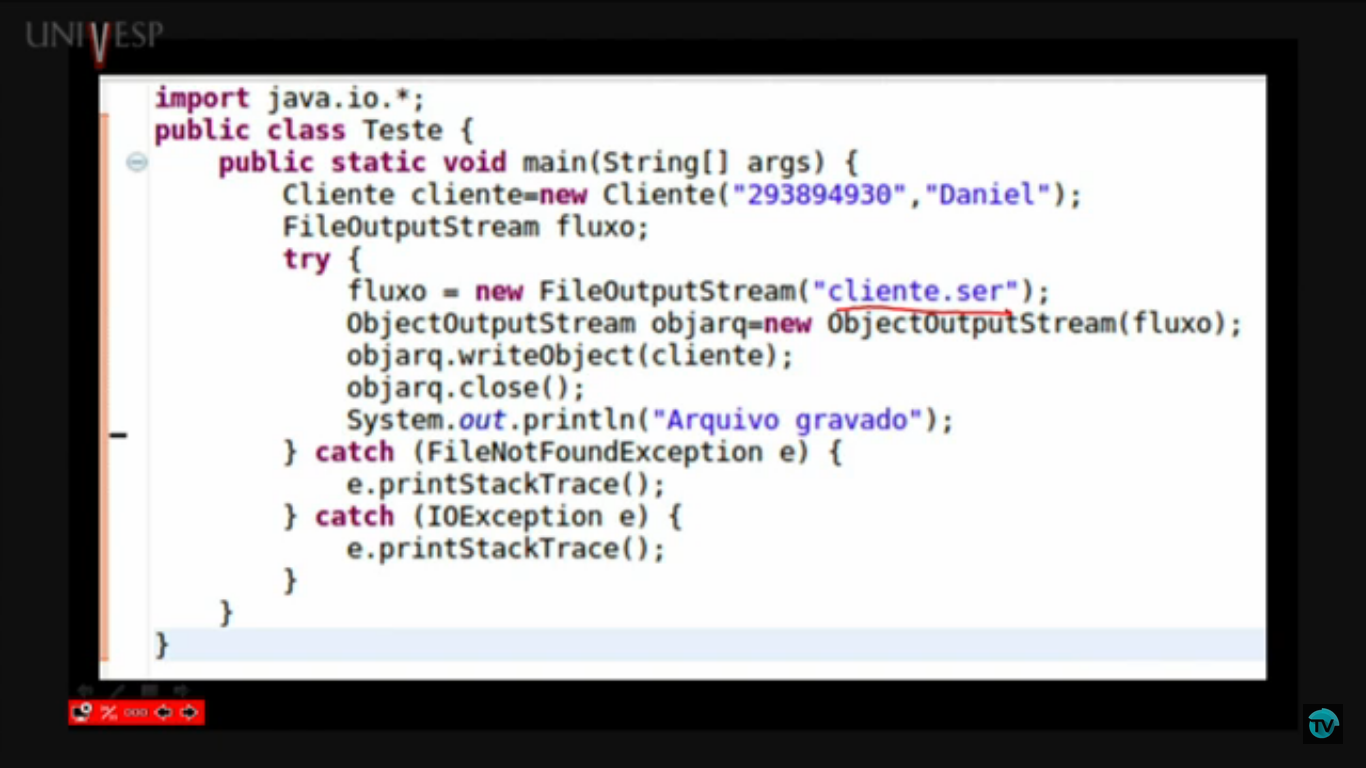 UNIVESP
import java.io.*;
public class Teste {
public static void main(String[] args) {
Cliente cliente=new Cliente("293894930","Daniel");
FileOutputStream fluxo;
try {
fluxo = new FileOutputStream("cliente.ser");
ObjectOutputStream objarq=new ObjectOutputStream(fluxo);
objarq.writeObject(cliente);
objarq.close();
System.out.println("Arquivo gravado");
} catch (FileNotFoundException e) {
e.printStackTrace();
} catch (IOException e) {
e.printStackTrace();
}
}
}
TV